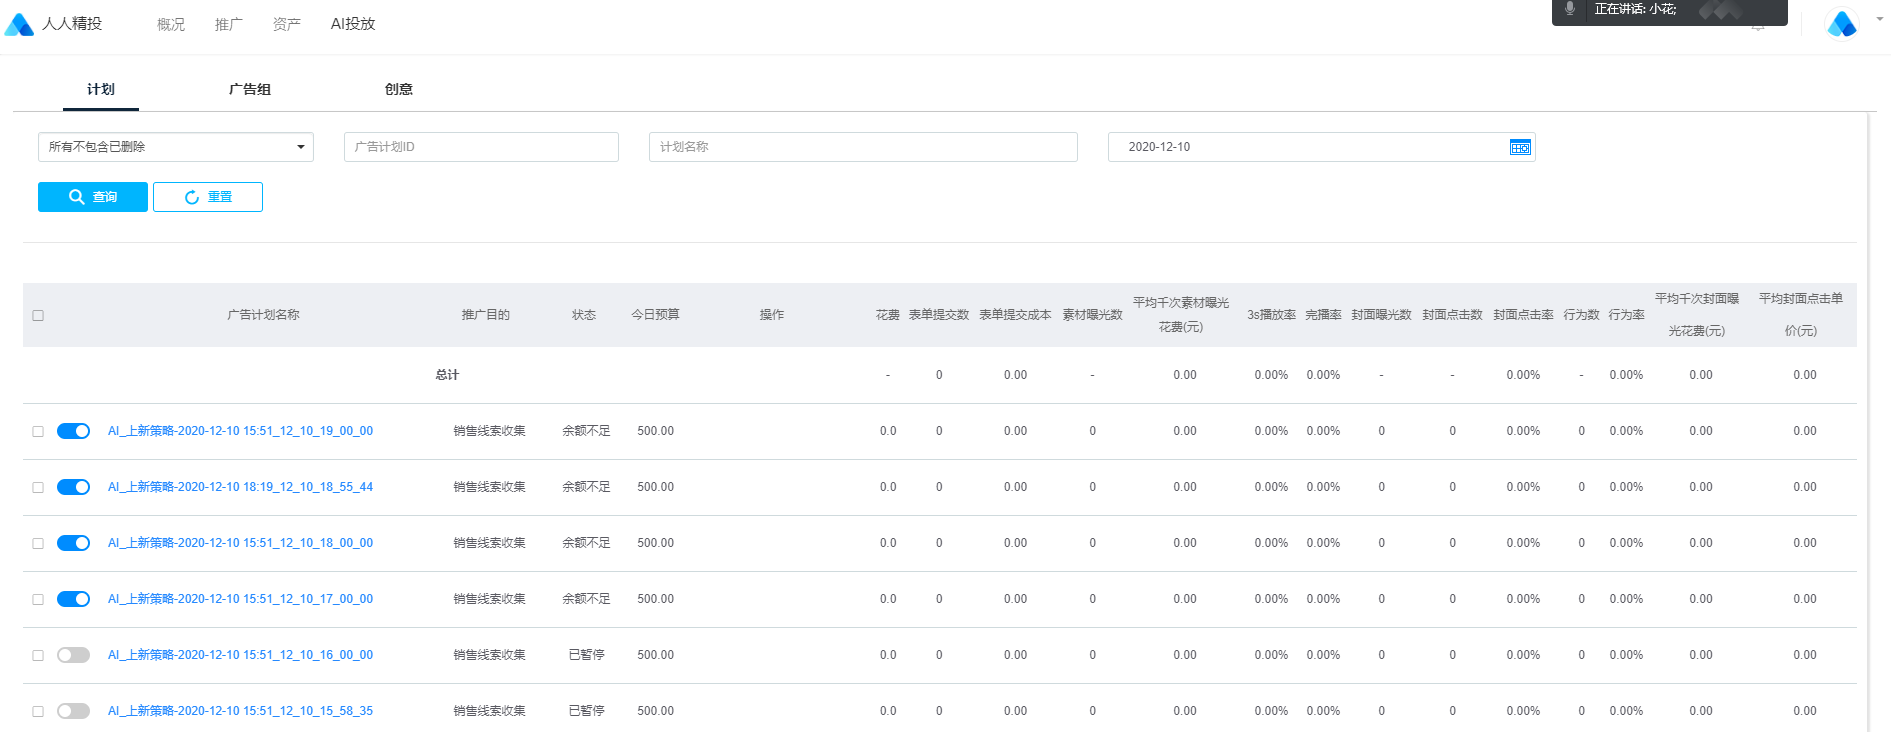 人人精投 概况 推广 资产 AI投放
正在讲话: 小花;
计划 广告组 创意
所有不包含已删除 广告计划ID 计划名称 2020-12-10
查询 重置
广告计划名称 推广目的 状态 今日预算 操作 花费 表单提交数 表单提交成本 素材曝光数 平均千次素材曝光花费(元) 3s播放率 完播率 封面曝光数 封面点击数 封面点击率 行为数 行为率 平均千次封面曝光花费(元) 平均封面点击单价(元)
总计 - 0 0.00 - 0.00 0.00% 0.00% - - 0.00% - 0.00% 0.00 0.00
AI_上新策略-2020-12-10 15:51_12_10_19_00_00 销售线索收集 余额不足 500.00 0.0 0 0.00 0 0.00 0.00% 0.00% 0 0 0.00% 0 0.00% 0.00 0.00
AI_上新策略-2020-12-10 18:19_12_10_18_55_44 销售线索收集 余额不足 500.00 0.0 0 0.00 0 0.00 0.00% 0.00% 0 0 0.00% 0 0.00% 0.00 0.00
AI_上新策略-2020-12-10 15:51_12_10_18_00_00 销售线索收集 余额不足 500.00 0.0 0 0.00 0 0.00 0.00% 0.00% 0 0 0.00% 0 0.00% 0.00 0.00
AI_上新策略-2020-12-10 15:51_12_10_17_00_00 销售线索收集 余额不足 500.00 0.0 0 0.00 0 0.00 0.00% 0.00% 0 0 0.00% 0 0.00% 0.00 0.00
AI_上新策略-2020-12-10 15:51_12_10_16_00_00 销售线索收集 已暂停 500.00 0.0 0 0.00 0 0.00 0.00% 0.00% 0 0 0.00% 0 0.00% 0.00 0.00
AI_上新策略-2020-12-10 15:51_12_10_15_58_35 销售线索收集 已暂停 500.00 0.0 0 0.00 0 0.00 0.00% 0.00% 0 0 0.00% 0 0.00% 0.00 0.00